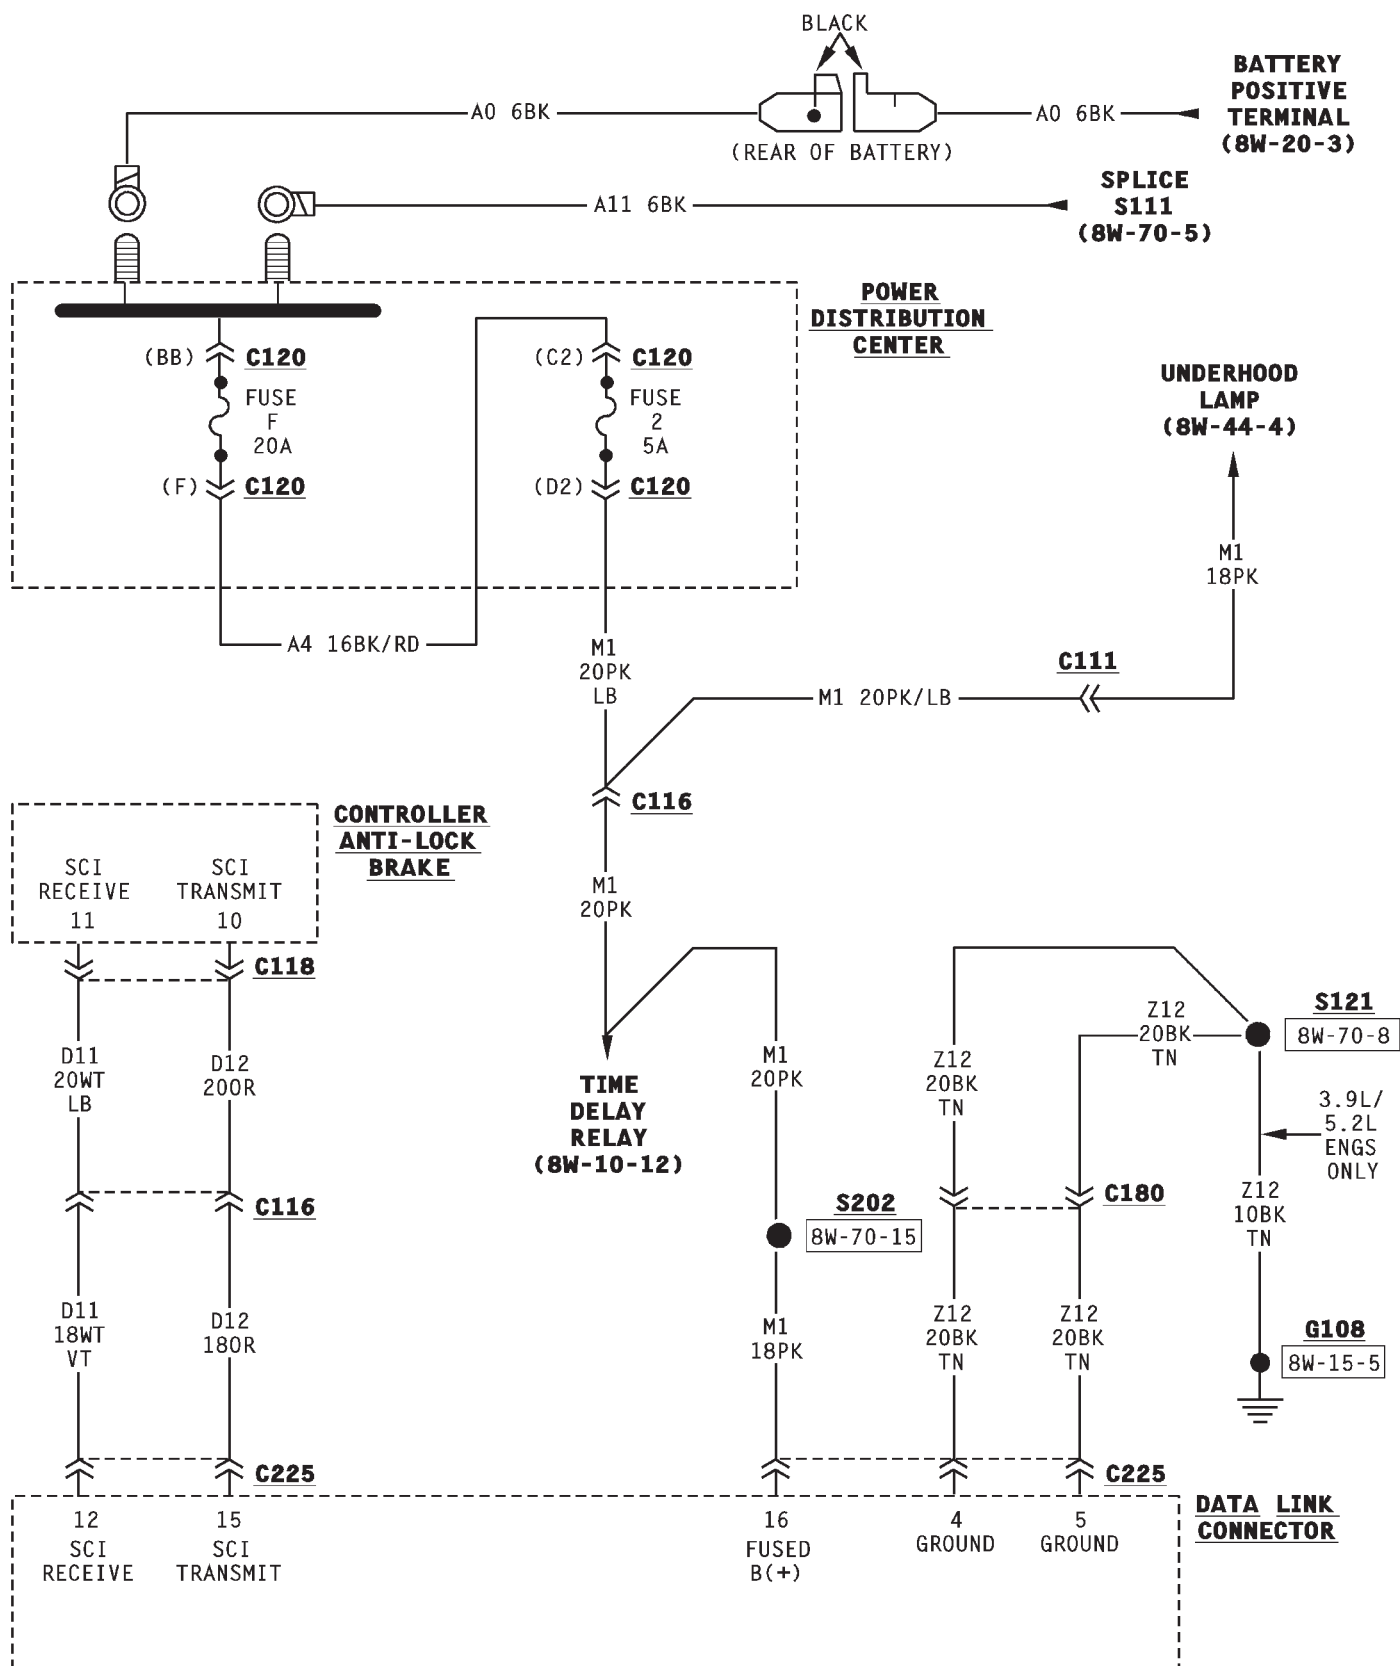 BLACK
BATTERY
POSITIVE
TERMINAL
(8W-20-3)
A0 6BK
A0 6BK
(REAR OF BATTERY)
SPLICE
S111
(8W-70-5)
A11 6BK
POWER
DISTRIBUTION
CENTER
(BB)
C120
FUSE
F
20A
(F)
C120
(C2)
C120
FUSE
2
5A
(D2)
C120
UNDERHOOD
LAMP
(8W-44-4)
M1
18PK
A4 16BK/RD
M1
20PK
LB
C111
M1 20PK/LB
C116
CONTROLLER
ANTI-LOCK
BRAKE
SCI
RECEIVE
11
SCI
TRANSMIT
10
C118
M1
20PK
D11
20WT
LB
D12
20OR
TIME
DELAY
RELAY
(8W-10-12)
M1
20PK
Z12
20BK
TN
Z12
20BK
TN
S121
8W-70-8
3.9L/
5.2L
ENGS
ONLY
C116
S202
8W-70-15
C180
Z12
10BK
TN
D11
18WT
VT
D12
18OR
M1
18PK
Z12
20BK
TN
Z12
20BK
TN
G108
8W-15-5
C225
C225
DATA LINK
CONNECTOR
12
SCI
RECEIVE
15
SCI
TRANSMIT
16
FUSED
B(+)
4
GROUND
5
GROUND